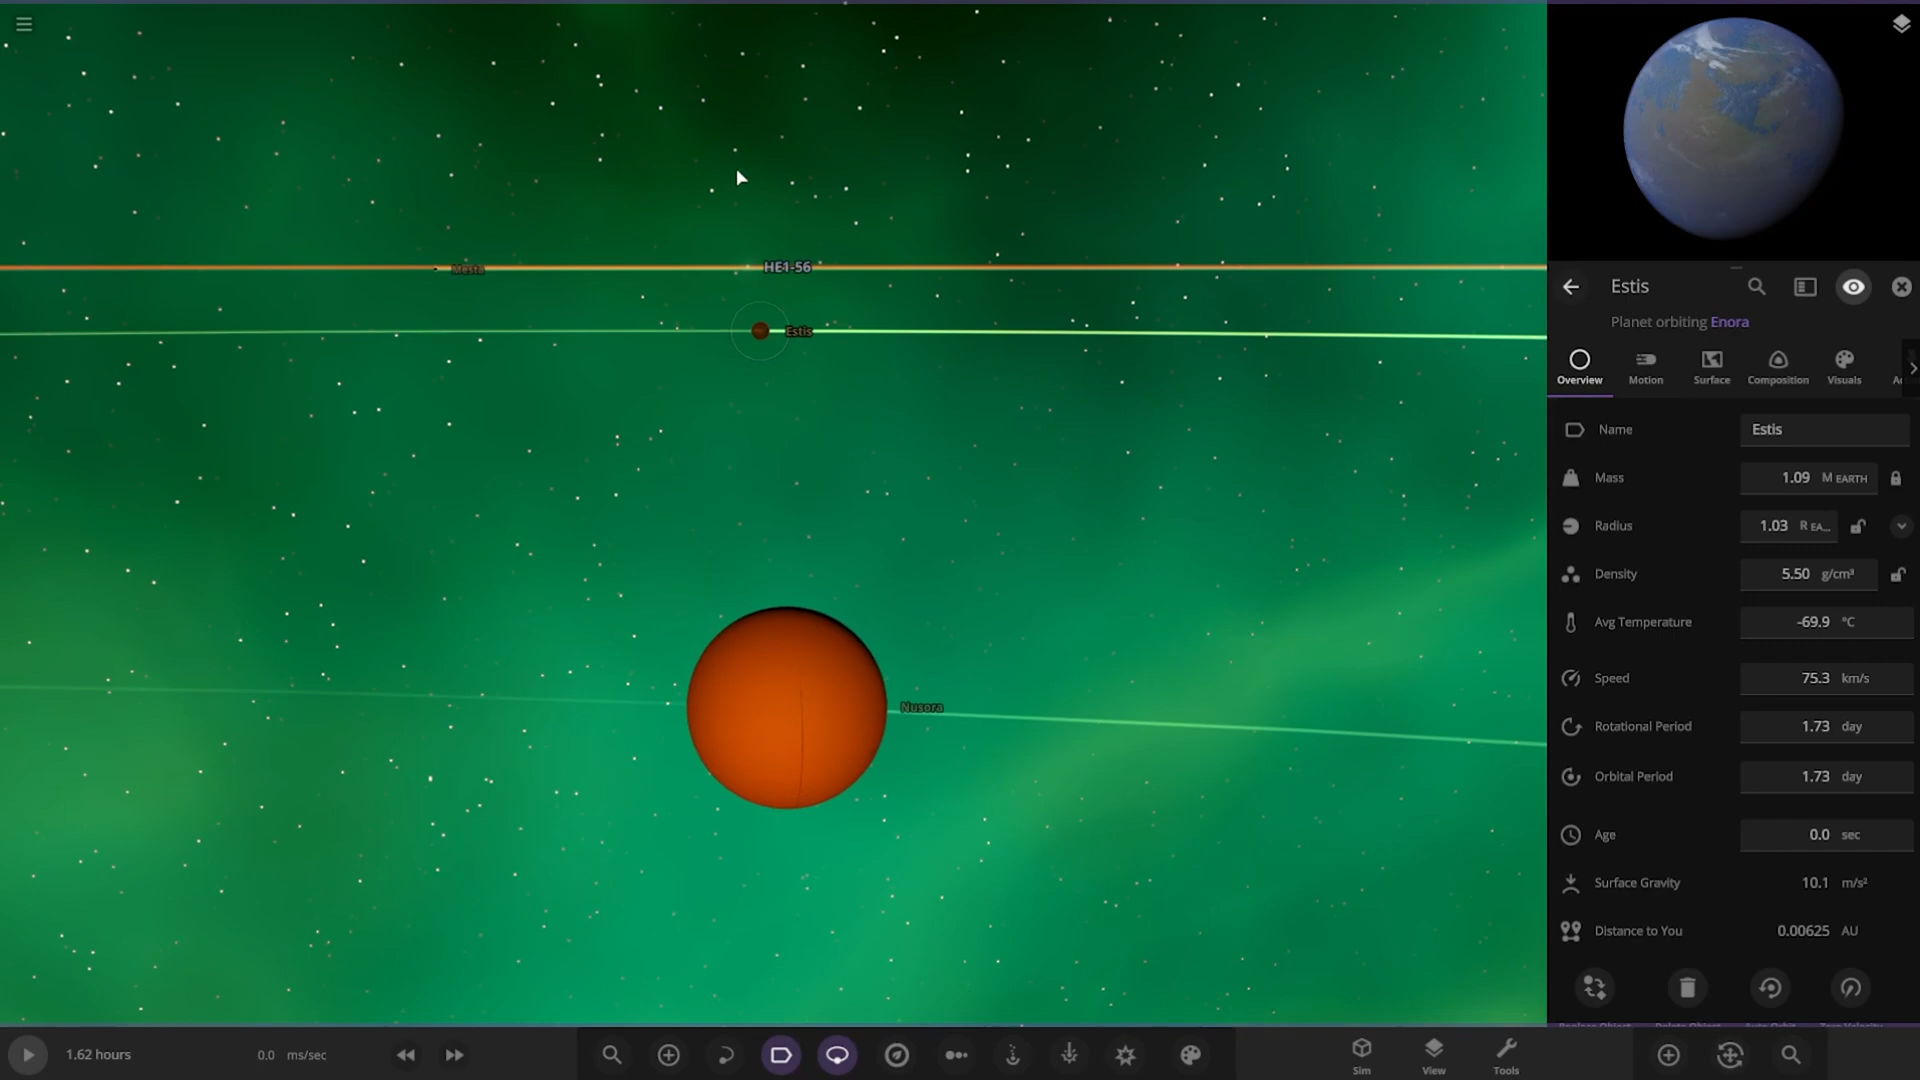 HE1-56
Mesta
Estis
Nusora
Estis
Planet orbiting Enora
Overview
Motion
Surface
Composition
Visuals
Name Estis
Mass 1.09 M EARTH
Radius 1.03 R EA...
Density 5.50 g/cm³
Avg Temperature -69.9 °C
Speed 75.3 km/s
Rotational Period 1.73 day
Orbital Period 1.73 day
Age 0.0 sec
Surface Gravity 10.1 m/s²
Distance to You 0.00625 AU
1.62 hours
0.0 ms/sec
Sim
View
Tools